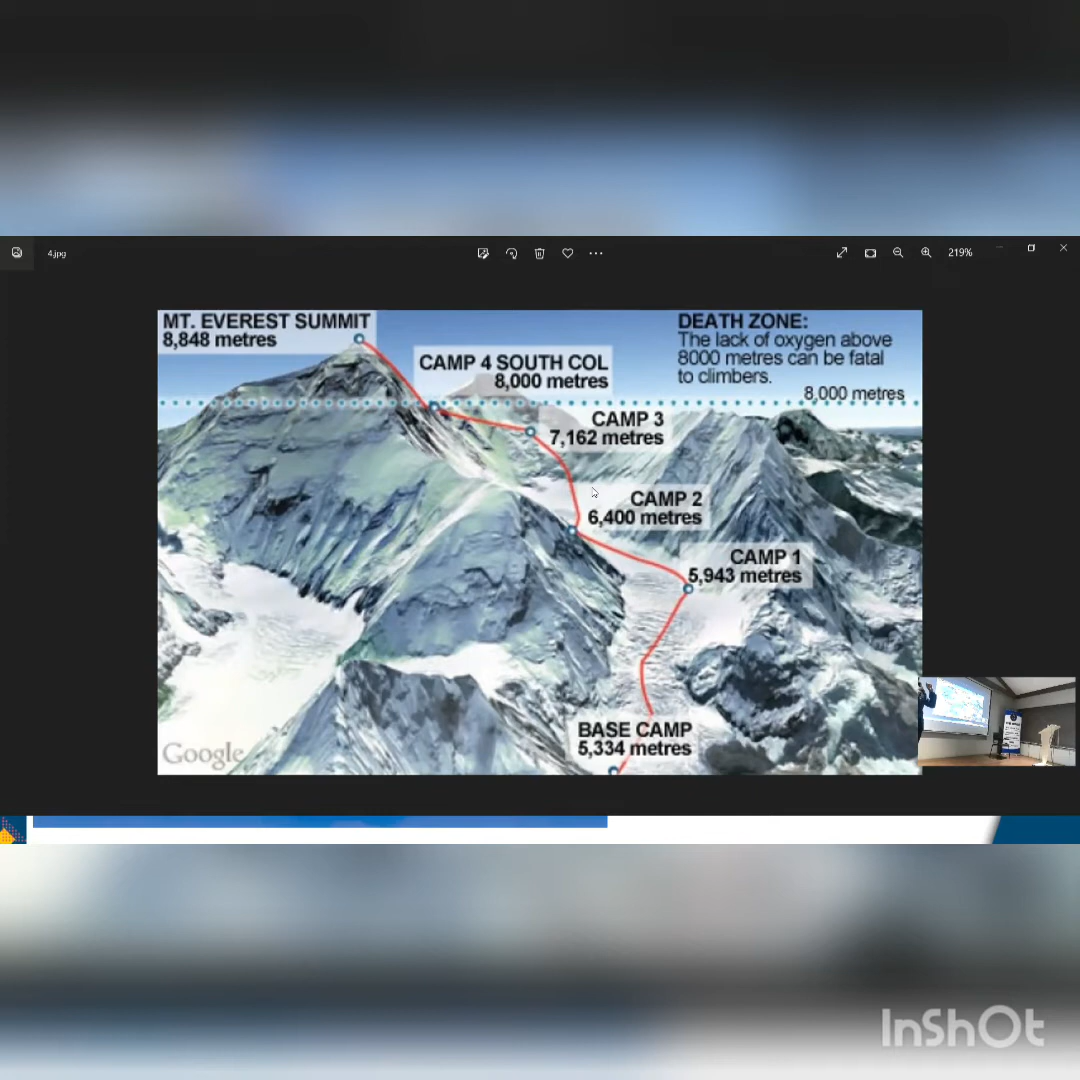 4.jpg
219%
MT. EVEREST SUMMIT
8,848 metres
DEATH ZONE:
The lack of oxygen above
8000 metres can be fatal
to climbers.
8,000 metres
CAMP 4 SOUTH COL
8,000 metres
CAMP 3
7,162 metres
CAMP 2
6,400 metres
CAMP 1
5,943 metres
BASE CAMP
5,334 metres
Google
InShOt